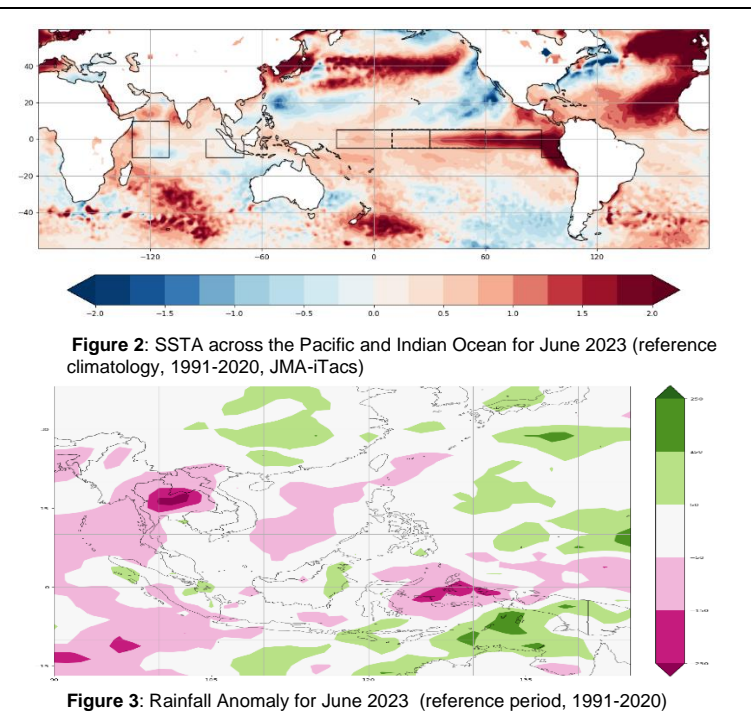 40
20
0
−20
−40
−120 −60 0 60 120
−2.0 −1.5 −1.0 −0.5 0.0 0.5 1.0 1.5 2.0
Figure 2: SSTA across the Pacific and Indian Ocean for June 2023 (reference
climatology, 1991-2020, JMA-iTacs)
250
50
105
Figure 3: Rainfall Anomaly for June 2023 (reference period, 1991-2020)